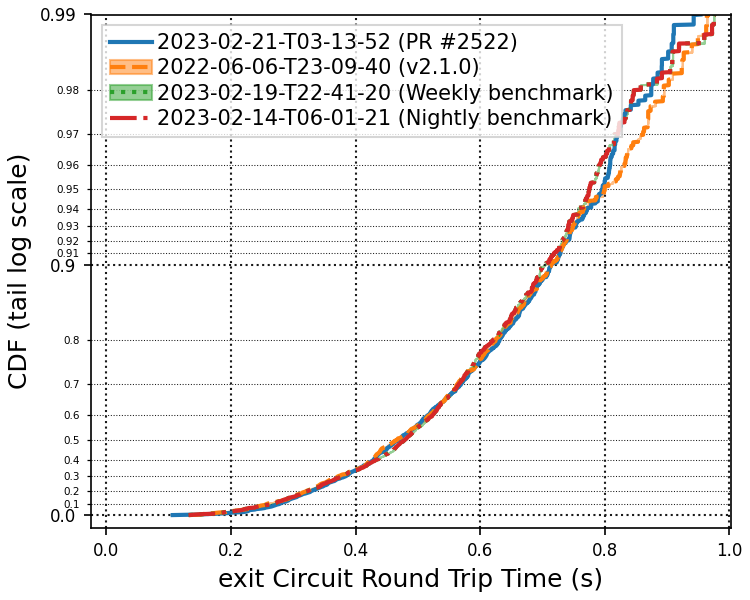 2023-02-21-T03-13-52 (PR #2522)
2022-06-06-T23-09-40 (v2.1.0)
2023-02-19-T22-41-20 (Weekly benchmark)
2023-02-14-T06-01-21 (Nightly benchmark)
CDF (tail log scale)
0.99
0.98
0.97
0.96
0.95
0.94
0.93
0.92
0.91
0.9
0.8
0.7
0.6
0.5
0.4
0.3
0.2
0.1
0.0
0.0 0.2 0.4 0.6 0.8 1.0
exit Circuit Round Trip Time (s)